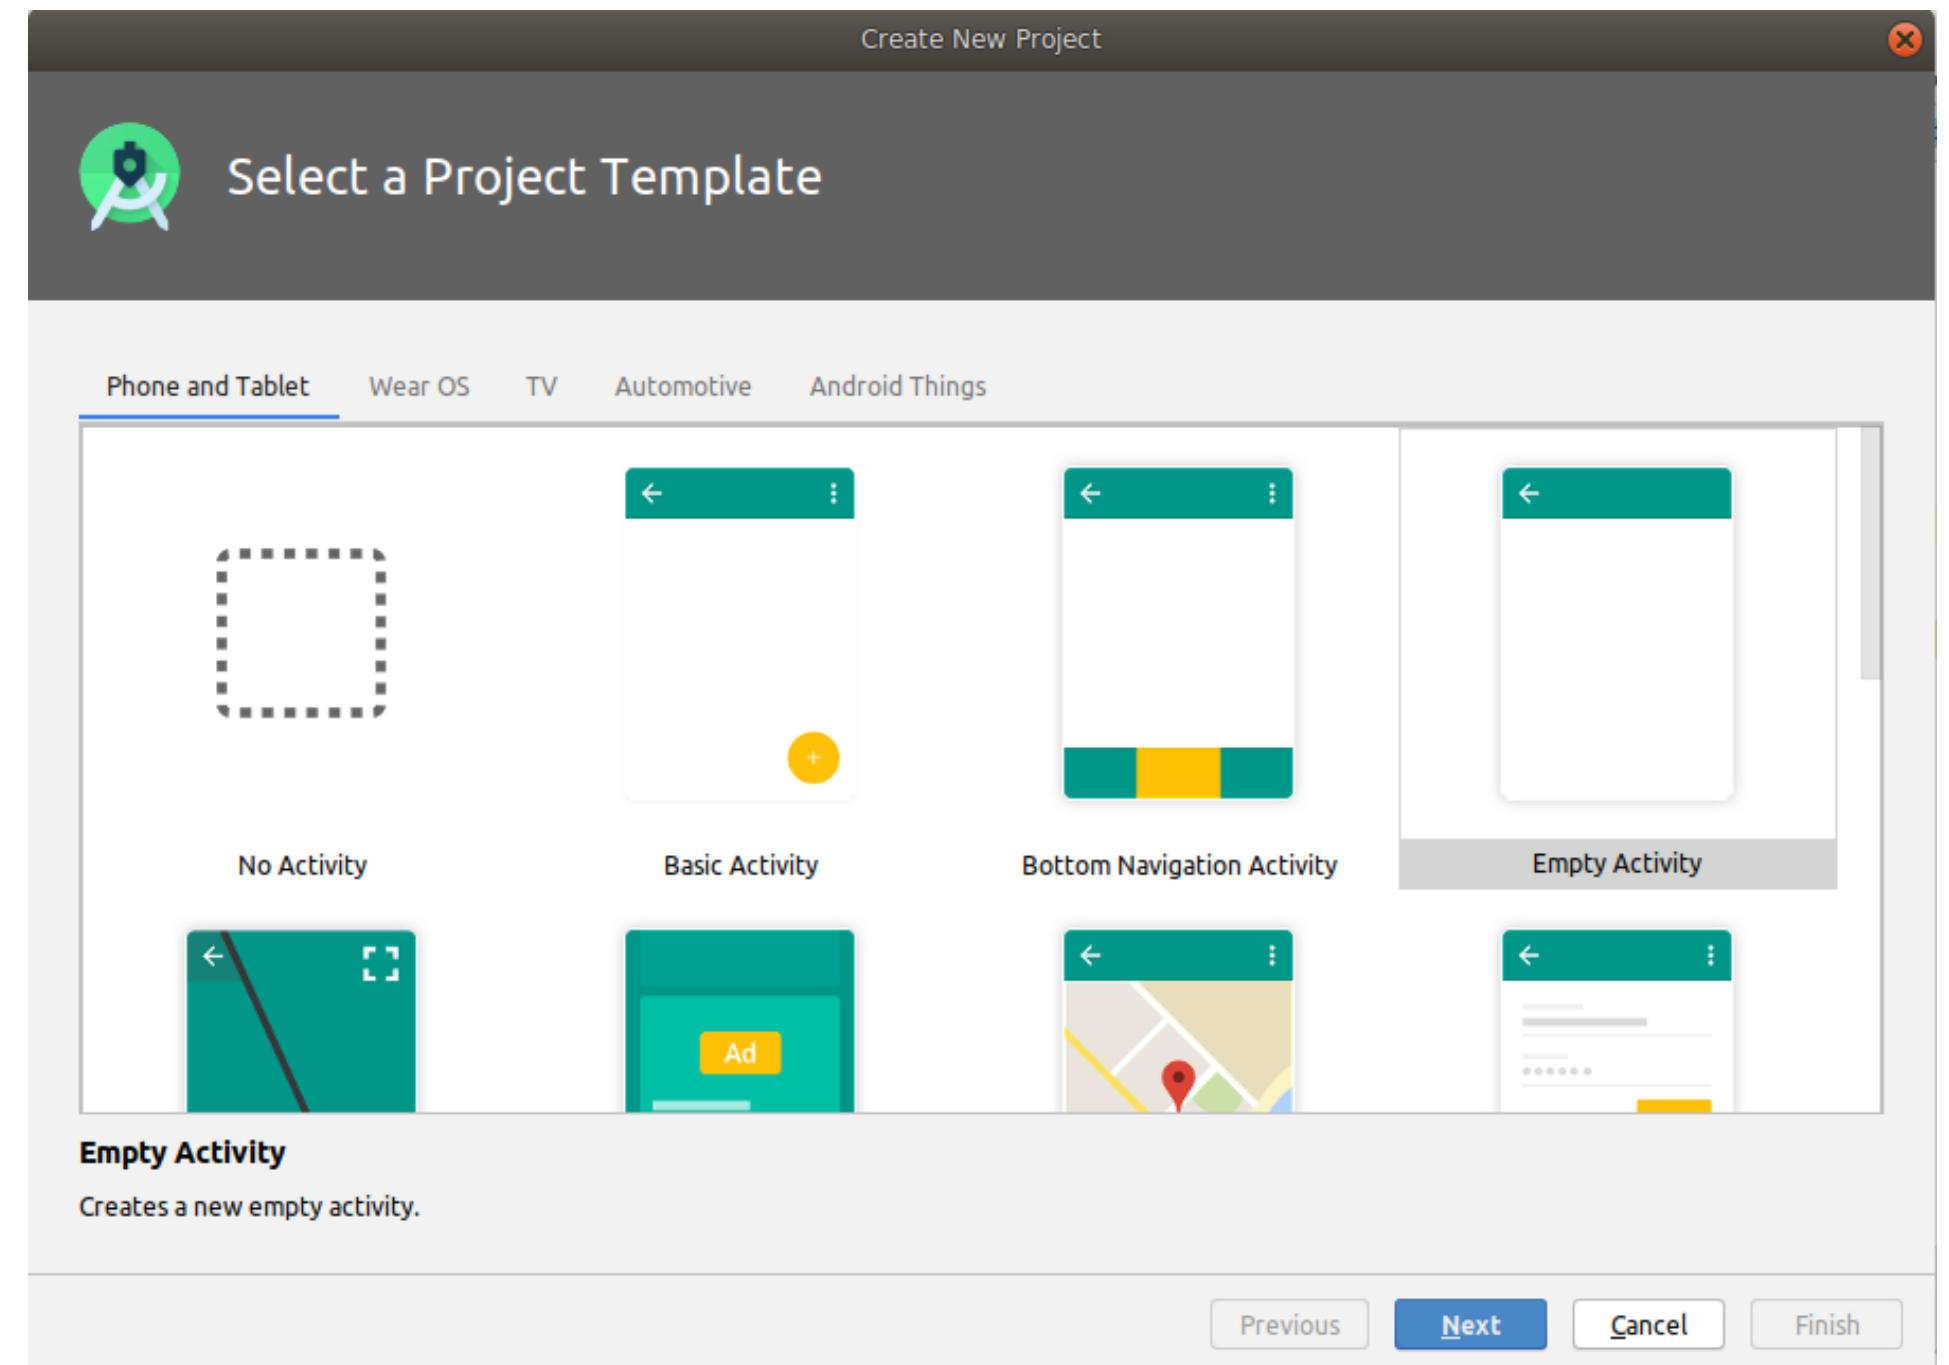 Create New Project
Select a Project Template
Phone and Tablet Wear OS TV Automotive Android Things
No Activity Basic Activity Bottom Navigation Activity Empty Activity
Ad
Empty Activity
Creates a new empty activity.
Previous Next Cancel Finish